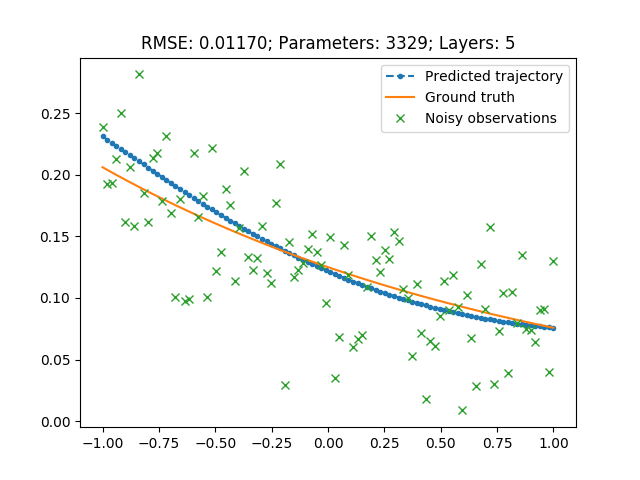 RMSE: 0.01170; Parameters: 3329; Layers: 5
Predicted trajectory
Ground truth
Noisy observations
0.25
0.20
0.15
0.10
0.05
0.00
−1.00 −0.75 −0.50 −0.25 0.00 0.25 0.50 0.75 1.00